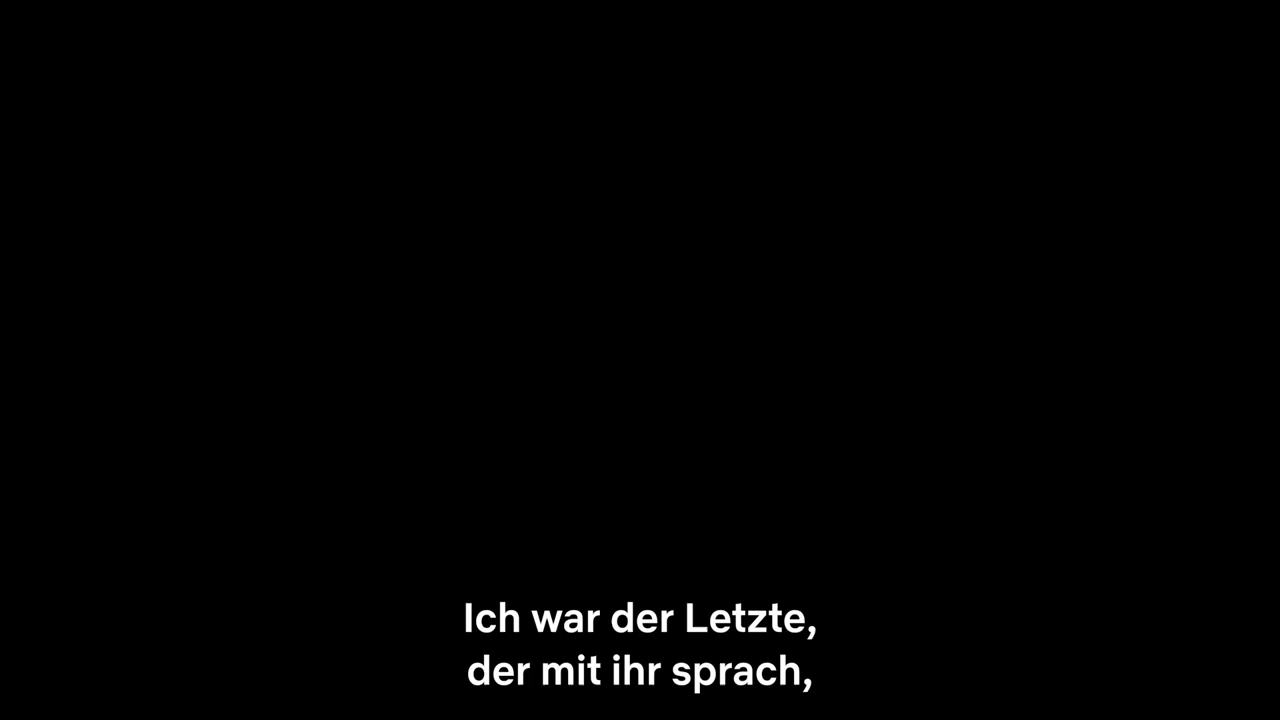 Ich war der Letzte,
der mit ihr sprach,